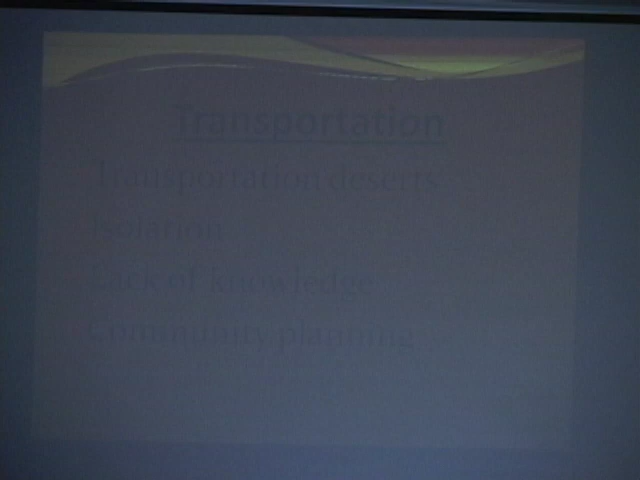 Transportation
Transportation deserts
Isolation
Lack of knowledge
Community planning